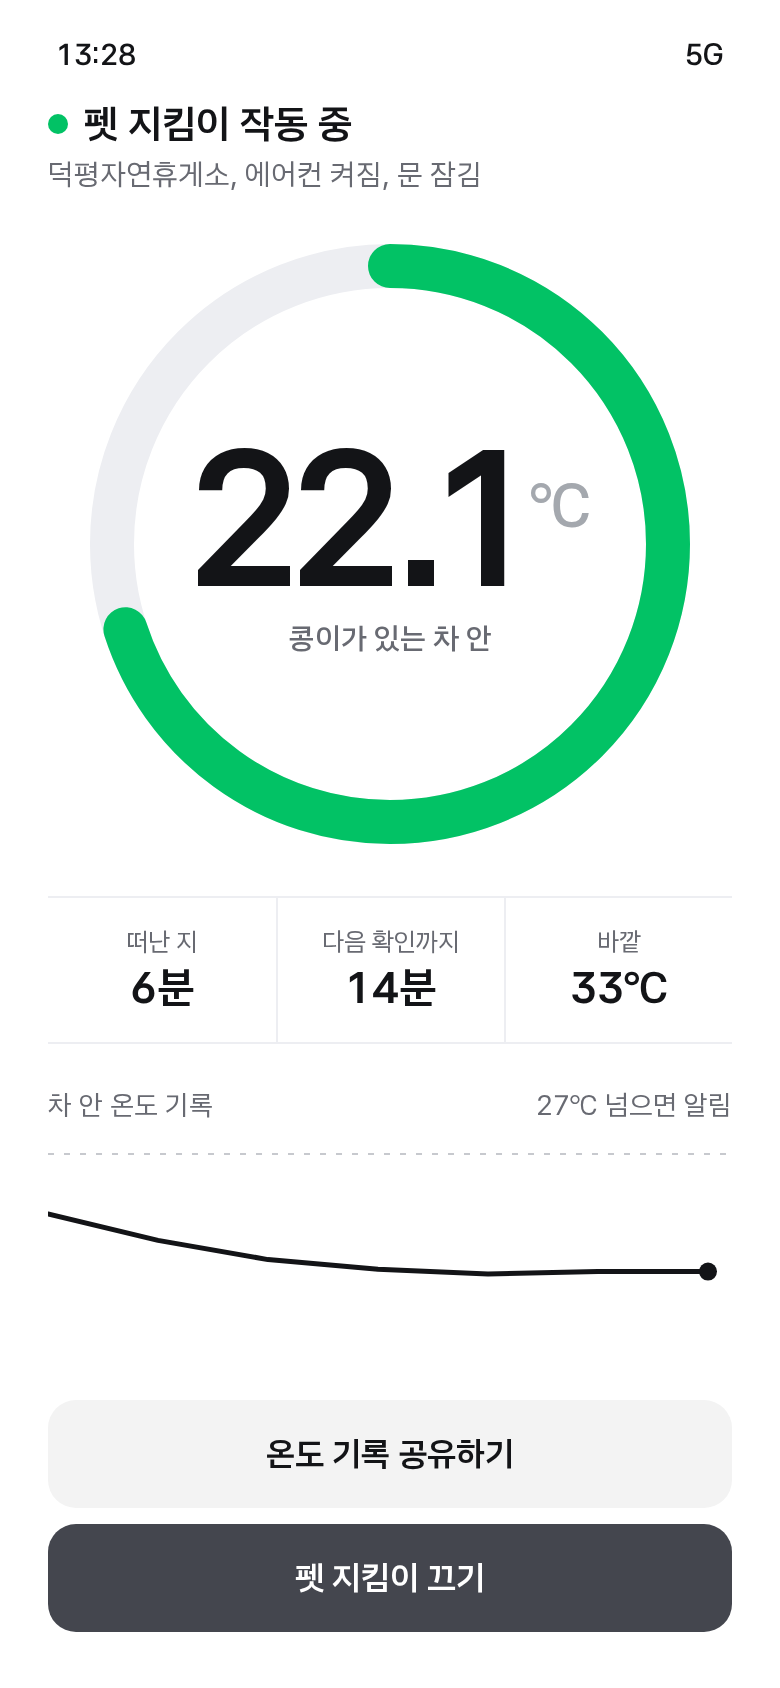 13:28
5G
펫 지킴이 작동 중
덕평자연휴게소, 에어컨 켜짐, 문 잠김
22.1 °C
콩이가 있는 차 안
떠난 지
6분
다음 확인까지
14분
바깥
33°C
차 안 온도 기록
27°C 넘으면 알림
온도 기록 공유하기
펫 지킴이 끄기